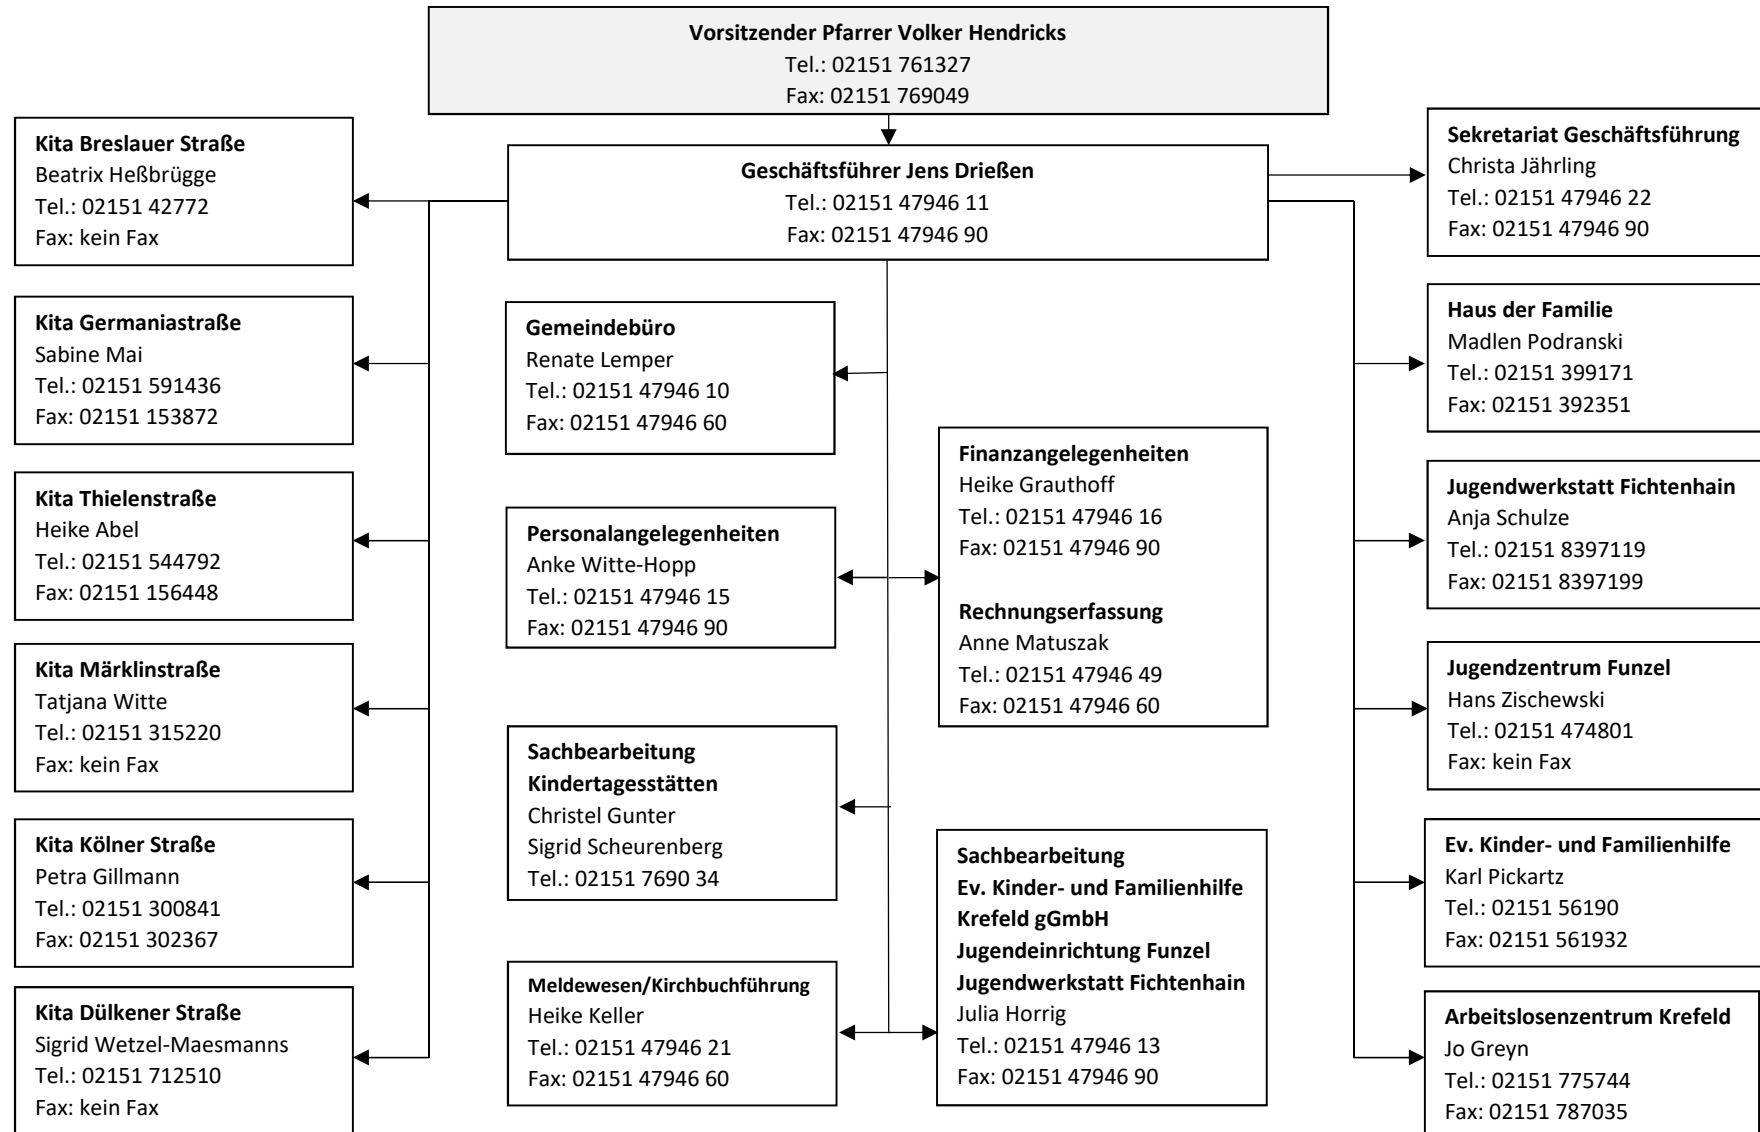 Vorsitzender Pfarrer Volker Hendricks
Tel.: 02151 761327
Fax: 02151 769049
Geschäftsführer Jens Drießen
Tel.: 02151 47946 11
Fax: 02151 47946 90
Kita Breslauer Straße
Beatrix Heßbrügge
Tel.: 02151 42772
Fax: kein Fax
Kita Germaniastraße
Sabine Mai
Tel.: 02151 591436
Fax: 02151 153872
Kita Thielenstraße
Heike Abel
Tel.: 02151 544792
Fax: 02151 156448
Kita Märklinstraße
Tatjana Witte
Tel.: 02151 315220
Fax: kein Fax
Kita Kölner Straße
Petra Gillmann
Tel.: 02151 300841
Fax: 02151 302367
Kita Dülkener Straße
Sigrid Wetzel-Maesmanns
Tel.: 02151 712510
Fax: kein Fax
Gemeindebüro
Renate Lemper
Tel.: 02151 47946 10
Fax: 02151 47946 60
Personalangelegenheiten
Anke Witte-Hopp
Tel.: 02151 47946 15
Fax: 02151 47946 90
Sachbearbeitung
Kindertagesstätten
Christel Gunter
Sigrid Scheurenberg
Tel.: 02151 7690 34
Meldewesen/Kirchbuchführung
Heike Keller
Tel.: 02151 47946 21
Fax: 02151 47946 60
Finanzangelegenheiten
Heike Grauthoff
Tel.: 02151 47946 16
Fax: 02151 47946 90
Rechnungserfassung
Anne Matuszak
Tel.: 02151 47946 49
Fax: 02151 47946 60
Sachbearbeitung
Ev. Kinder- und Familienhilfe
Krefeld gGmbH
Jugendeinrichtung Funzel
Jugendwerkstatt Fichtenhain
Julia Horrig
Tel.: 02151 47946 13
Fax: 02151 47946 90
Sekretariat Geschäftsführung
Christa Jährling
Tel.: 02151 47946 22
Fax: 02151 47946 90
Haus der Familie
Madlen Podranski
Tel.: 02151 399171
Fax: 02151 392351
Jugendwerkstatt Fichtenhain
Anja Schulze
Tel.: 02151 8397119
Fax: 02151 8397199
Jugendzentrum Funzel
Hans Zischewski
Tel.: 02151 474801
Fax: kein Fax
Ev. Kinder- und Familienhilfe
Karl Pickartz
Tel.: 02151 56190
Fax: 02151 561932
Arbeitslosenzentrum Krefeld
Jo Greyn
Tel.: 02151 775744
Fax: 02151 787035